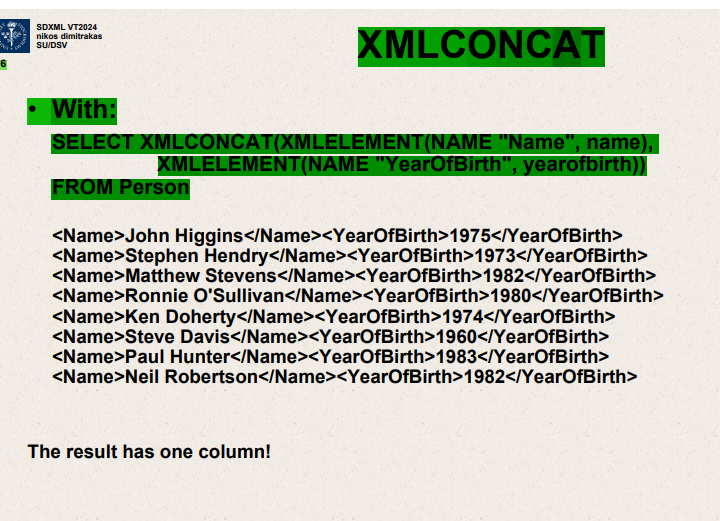 SDXML VT2024
nikos dimitrakas
SU/DSV
6
XMLCONCAT
• With:
SELECT XMLCONCAT(XMLELEMENT(NAME "Name", name),
XMLELEMENT(NAME "YearOfBirth", yearofbirth))
FROM Person
<Name>John Higgins</Name><YearOfBirth>1975</YearOfBirth>
<Name>Stephen Hendry</Name><YearOfBirth>1973</YearOfBirth>
<Name>Matthew Stevens</Name><YearOfBirth>1982</YearOfBirth>
<Name>Ronnie O'Sullivan</Name><YearOfBirth>1980</YearOfBirth>
<Name>Ken Doherty</Name><YearOfBirth>1974</YearOfBirth>
<Name>Steve Davis</Name><YearOfBirth>1960</YearOfBirth>
<Name>Paul Hunter</Name><YearOfBirth>1983</YearOfBirth>
<Name>Neil Robertson</Name><YearOfBirth>1982</YearOfBirth>
The result has one column!